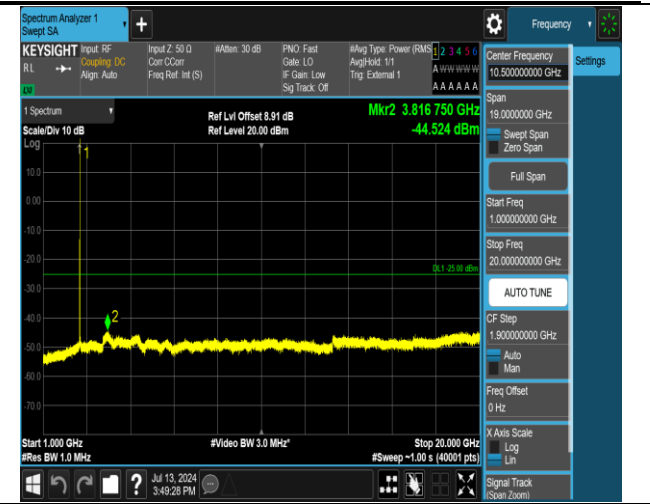 Spectrum Analyzer 1
Swept SA
+
Frequency
KEYSIGHT
RL
Input: RF
Coupling: DC
Align: Auto
Input Z: 50 Ω
Corr CCorr
Freq Ref: Int (S)
#Atten: 30 dB
PNO: Fast
Gate: LO
IF Gain: Low
Sig Track: Off
#Avg Type: Power (RMS
Avg|Hold: 1/1
Trig: External 1
1 2 3 4 5 6
A W W W W W
A A A A A A
LU
1 Spectrum
Scale/Div 10 dB
Ref Lvl Offset 8.91 dB
Ref Level 20.00 dBm
Mkr2 3.816 750 GHz
-44.524 dBm
Log
10.0
0.00
-10.0
-20.0
-30.0
-40.0
-50.0
-60.0
-70.0
1
2
DL1 -25.00 dBm
Start 1.000 GHz
#Res BW 1.0 MHz
#Video BW 3.0 MHz*
Stop 20.000 GHz
#Sweep ~1.00 s (40001 pts)
Center Frequency
10.500000000 GHz
Settings
Span
19.0000000 GHz
Swept Span
Zero Span
Full Span
Start Freq
1.000000000 GHz
Stop Freq
20.000000000 GHz
AUTO TUNE
CF Step
1.900000000 GHz
Auto
Man
Freq Offset
0 Hz
X Axis Scale
Log
Lin
Signal Track
(Span Zoom)
?
Jul 13, 2024
3:49:28 PM